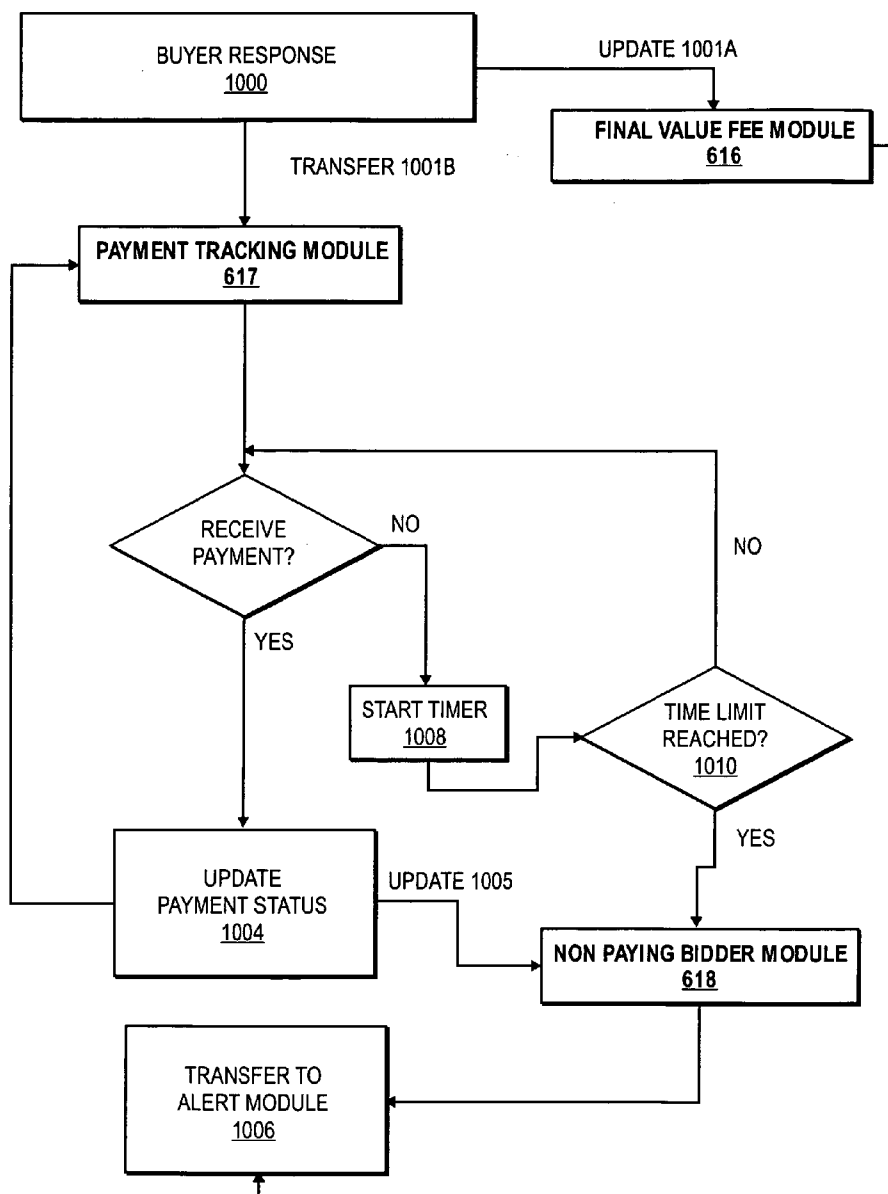 BUYER RESPONSE
1000
UPDATE 1001A
FINAL VALUE FEE MODULE
616
TRANSFER 1001B
PAYMENT TRACKING MODULE
617
RECEIVE
PAYMENT?
NO
YES
NO
START TIMER
1008
TIME LIMIT
REACHED?
1010
YES
UPDATE
PAYMENT STATUS
1004
UPDATE 1005
NON PAYING BIDDER MODULE
618
TRANSFER TO
ALERT MODULE
1006